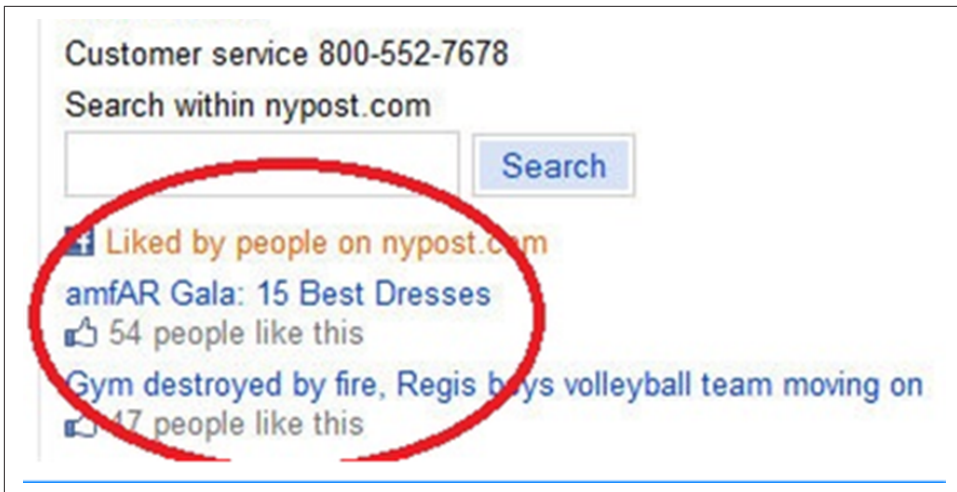 Customer service 800-552-7678
Search within nypost.com
Search
Liked by people on nypost.com
amfAR Gala: 15 Best Dresses
54 people like this
Gym destroyed by fire, Regis boys volleyball team moving on
47 people like this